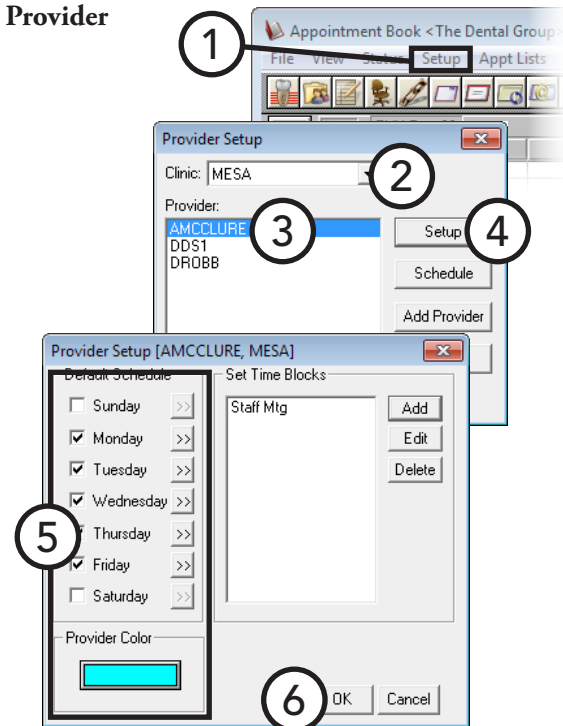 Provider
1
Appointment Book <The Dental Group>
File View Status Setup Appt Lists
Provider Setup
Clinic: MESA
2
Provider:
AMCCLURE
DDS1
DROBB
3
Setup
4
Schedule
Add Provider
Provider Setup [AMCCLURE, MESA]
Default Schedule
Sunday >>
Monday >>
Tuesday >>
Wednesday >>
Thursday >>
Friday >>
Saturday >>
5
Provider Color
Set Time Blocks
Staff Mtg
Add
Edit
Delete
6
OK
Cancel